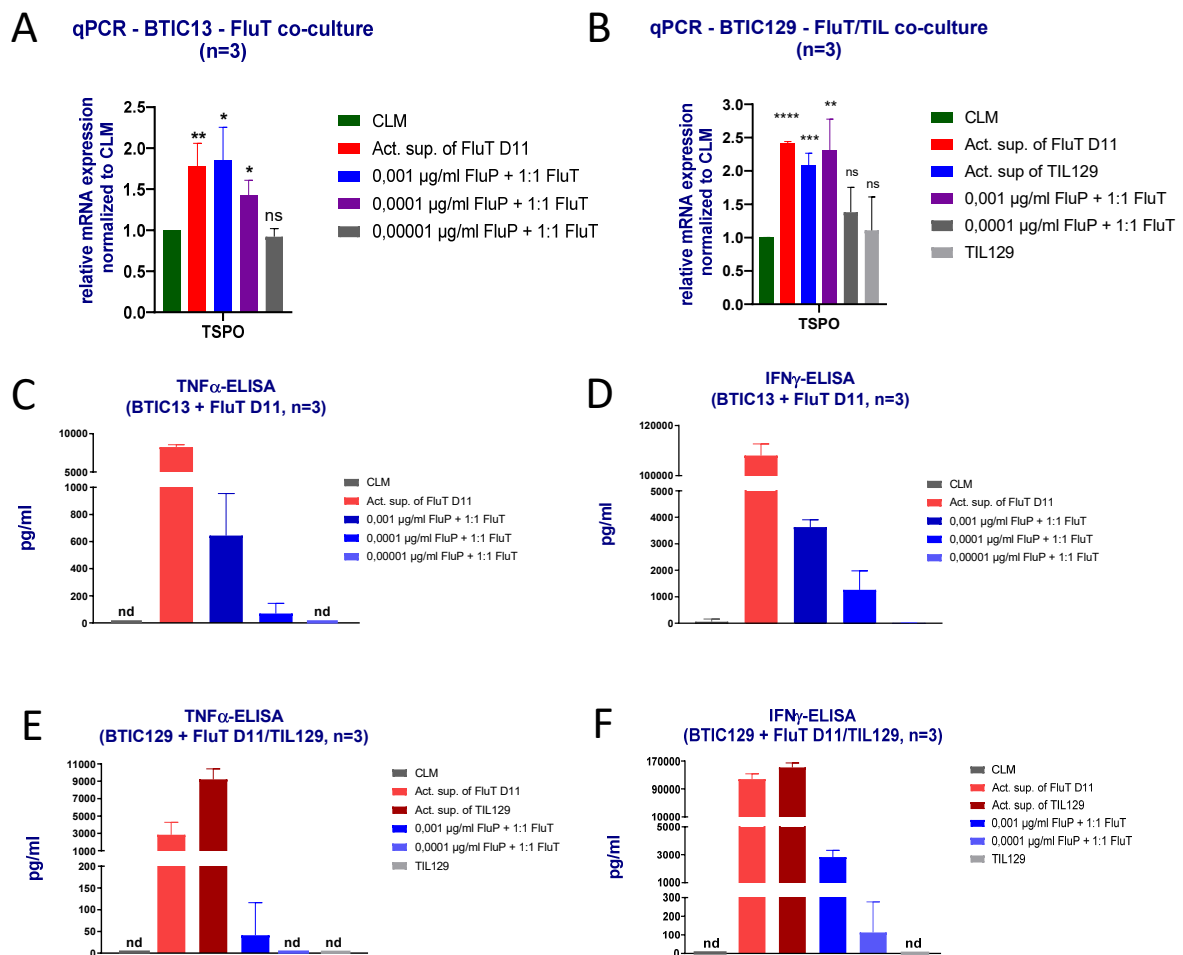 A
qPCR - BTIC13 - FluT co-culture
(n=3)
relative mRNA expression
normalized to CLM
2.5
2.0
1.5
1.0
0.5
0.0
**
*
*
ns
TSPO
CLM
Act. sup. of FluT D11
0,001 µg/ml FluP + 1:1 FluT
0,0001 µg/ml FluP + 1:1 FluT
0,00001 µg/ml FluP + 1:1 FluT
B
qPCR - BTIC129 - FluT/TIL co-culture
(n=3)
relative mRNA expression
normalized to CLM
3.0
2.5
2.0
1.5
1.0
0.5
0.0
****
***
**
ns
ns
TSPO
CLM
Act. sup. of FluT D11
Act. sup of TIL129
0,001 µg/ml FluP + 1:1 FluT
0,0001 µg/ml FluP + 1:1 FluT
TIL129
C
TNFα-ELISA
(BTIC13 + FluT D11, n=3)
pg/ml
10000
5000
1000
800
600
400
200
0
nd
nd
CLM
Act. sup. of FluT D11
0,001 µg/ml FluP + 1:1 FluT
0,0001 µg/ml FluP + 1:1 FluT
0,00001 µg/ml FluP + 1:1 FluT
D
IFNγ-ELISA
(BTIC13 + FluT D11, n=3)
pg/ml
120000
100000
5000
4000
3000
2000
1000
0
CLM
Act. sup. of FluT D11
0,001 µg/ml FluP + 1:1 FluT
0,0001 µg/ml FluP + 1:1 FluT
0,00001 µg/ml FluP + 1:1 FluT
E
TNFα-ELISA
(BTIC129 + FluT D11/TIL129, n=3)
pg/ml
11000
9000
7000
5000
3000
1000
200
150
100
50
0
nd
nd
nd
CLM
Act. sup. of FluT D11
Act. sup. of TIL129
0,001 µg/ml FluP + 1:1 FluT
0,0001 µg/ml FluP + 1:1 FluT
TIL129
F
IFNγ-ELISA
(BTIC129 + FluT D11/TIL129, n=3)
pg/ml
170000
90000
10000
5000
3000
1000
300
200
100
0
nd
nd
CLM
Act. sup. of FluT D11
Act. sup. of TIL129
0,001 µg/ml FluP + 1:1 FluT
0,0001 µg/ml FluP + 1:1 FluT
TIL129